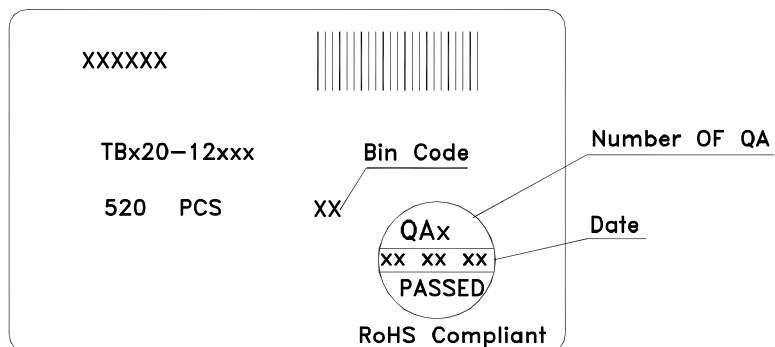 XXXXXX
TBx20-12xxx
Bin Code
Number OF QA
520 PCS
XX
QAx
Date
xx xx xx
PASSED
RoHS Compliant